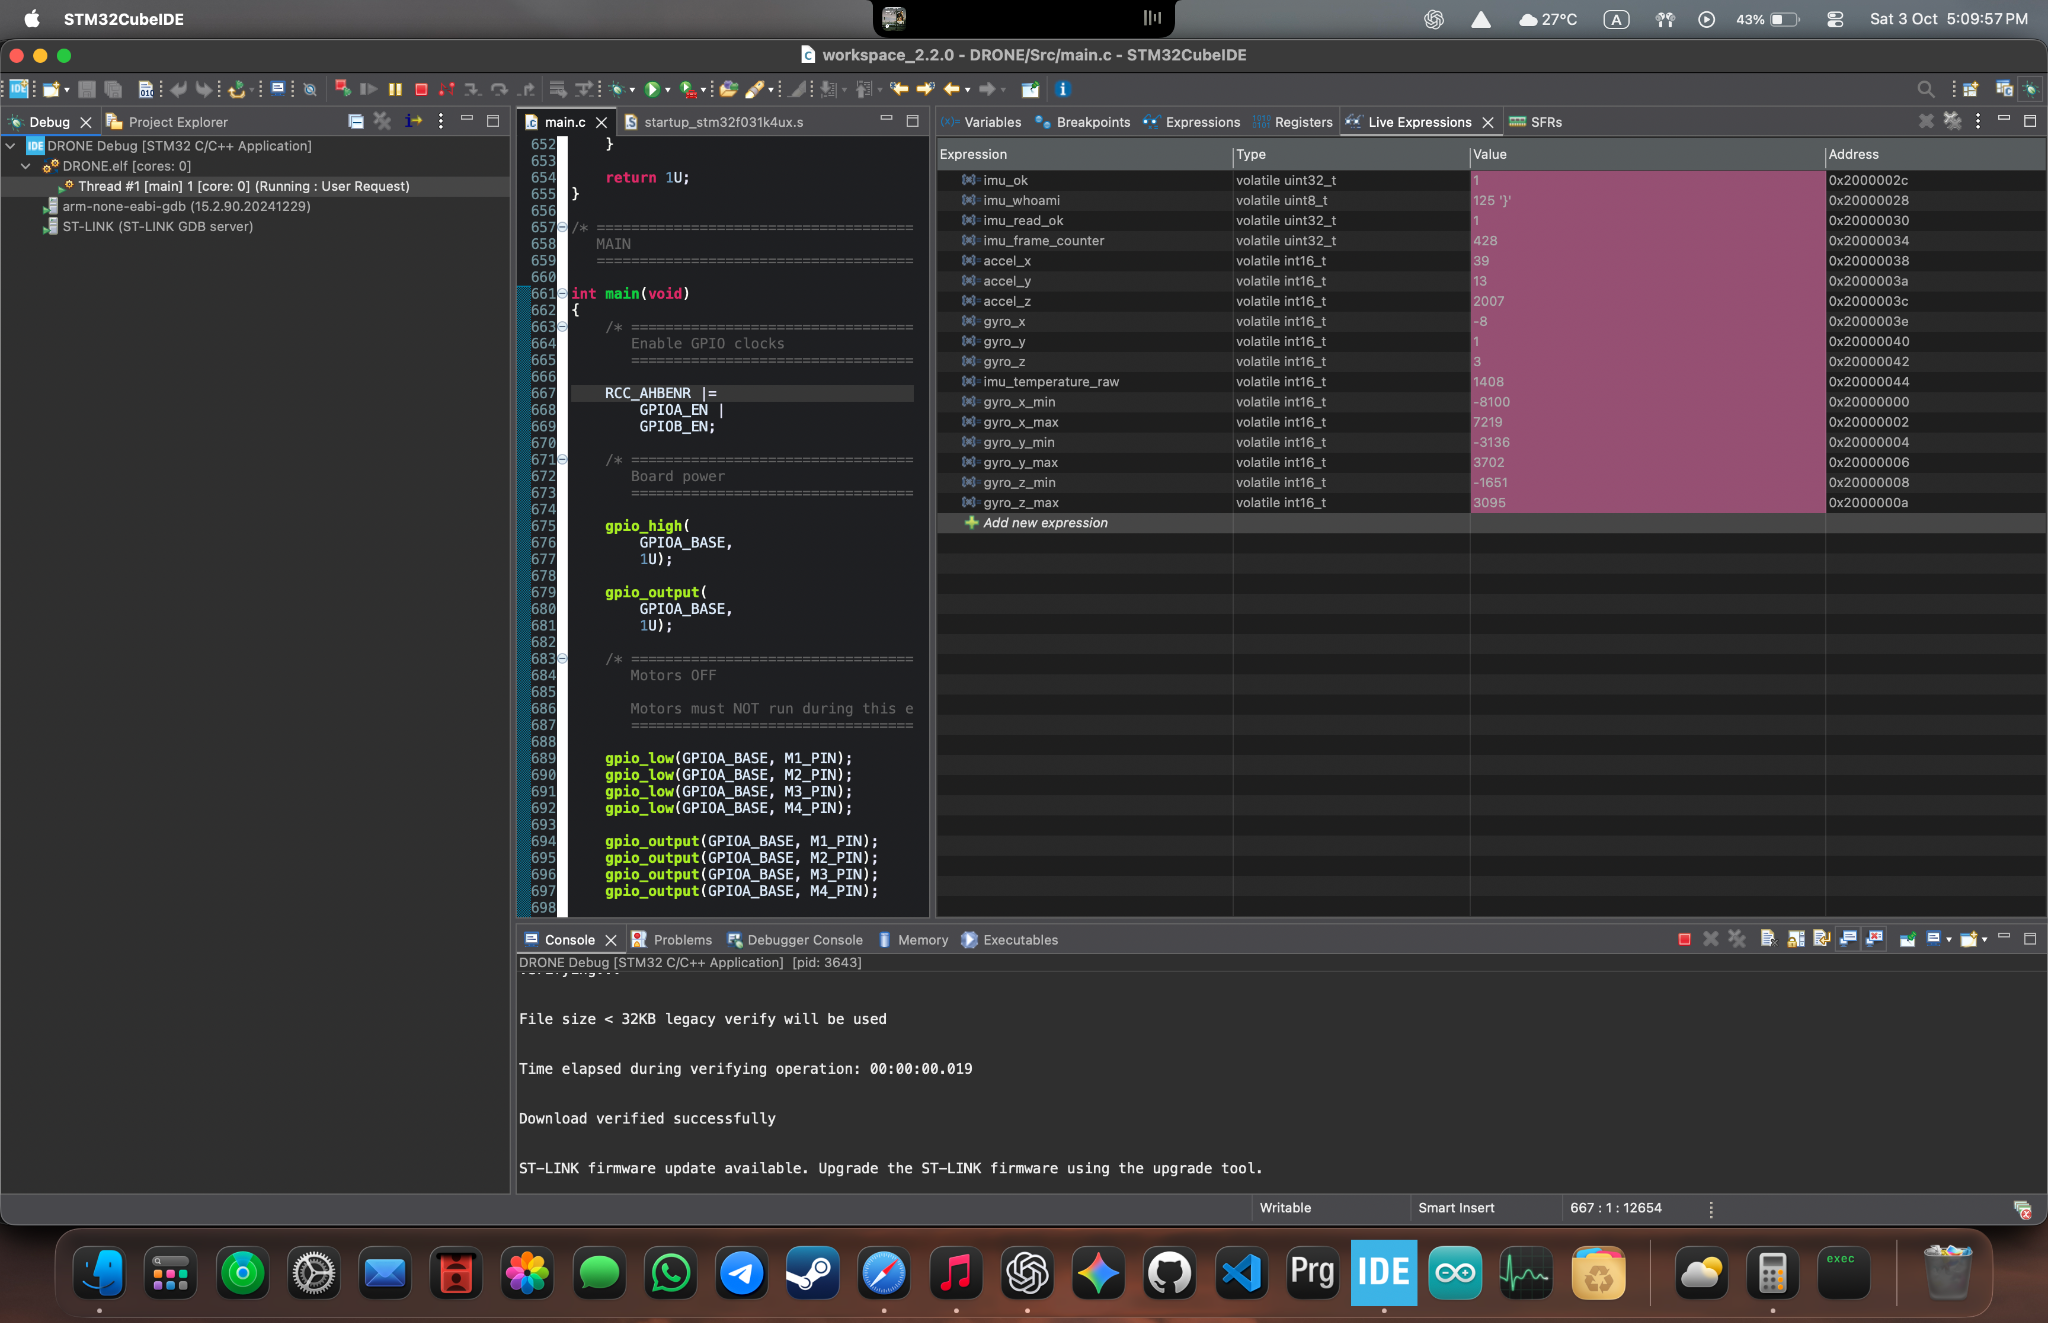 STM32CubeIDE
27°C
A
43%
Sat 3 Oct 5:09:57 PM
workspace_2.2.0 - DRONE/Src/main.c - STM32CubeIDE
Debug
Project Explorer
IDE DRONE Debug [STM32 C/C++ Application]
DRONE.elf [cores: 0]
Thread #1 [main] 1 [core: 0] (Running : User Request)
arm-none-eabi-gdb (15.2.90.20241229)
ST-LINK (ST-LINK GDB server)
main.c
startup_stm32f031k4ux.s
652 }
653
654 return 1U;
655 }
656
657 /* =================================
658 MAIN
659 =================================
660
661 int main(void)
662 {
663 /* =================================
664 Enable GPIO clocks
665 =================================
666
667 RCC_AHBENR |=
668 GPIOA_EN |
669 GPIOB_EN;
670
671 /* =================================
672 Board power
673 =================================
674
675 gpio_high(
676 GPIOA_BASE,
677 1U);
678
679 gpio_output(
680 GPIOA_BASE,
681 1U);
682
683 /* =================================
684 Motors OFF
685
686 Motors must NOT run during this e
687 =================================
688
689 gpio_low(GPIOA_BASE, M1_PIN);
690 gpio_low(GPIOA_BASE, M2_PIN);
691 gpio_low(GPIOA_BASE, M3_PIN);
692 gpio_low(GPIOA_BASE, M4_PIN);
693
694 gpio_output(GPIOA_BASE, M1_PIN);
695 gpio_output(GPIOA_BASE, M2_PIN);
696 gpio_output(GPIOA_BASE, M3_PIN);
697 gpio_output(GPIOA_BASE, M4_PIN);
698
Variables Breakpoints Expressions Registers Live Expressions SFRs
Expression Type Value Address
imu_ok volatile uint32_t 1 0x2000002c
imu_whoami volatile uint8_t 125 '}' 0x20000028
imu_read_ok volatile uint32_t 1 0x20000030
imu_frame_counter volatile uint32_t 428 0x20000034
accel_x volatile int16_t 39 0x20000038
accel_y volatile int16_t 13 0x2000003a
accel_z volatile int16_t 2007 0x2000003c
gyro_x volatile int16_t -8 0x2000003e
gyro_y volatile int16_t 1 0x20000040
gyro_z volatile int16_t 3 0x20000042
imu_temperature_raw volatile int16_t 1408 0x20000044
gyro_x_min volatile int16_t -8100 0x20000000
gyro_x_max volatile int16_t 7219 0x20000002
gyro_y_min volatile int16_t -3136 0x20000004
gyro_y_max volatile int16_t 3702 0x20000006
gyro_z_min volatile int16_t -1651 0x20000008
gyro_z_max volatile int16_t 3095 0x2000000a
Add new expression
Console Problems Debugger Console Memory Executables
DRONE Debug [STM32 C/C++ Application] [pid: 3643]
File size < 32KB legacy verify will be used
Time elapsed during verifying operation: 00:00:00.019
Download verified successfully
ST-LINK firmware update available. Upgrade the ST-LINK firmware using the upgrade tool.
Writable
Smart Insert
667 : 1 : 12654
Prg
IDE
exec